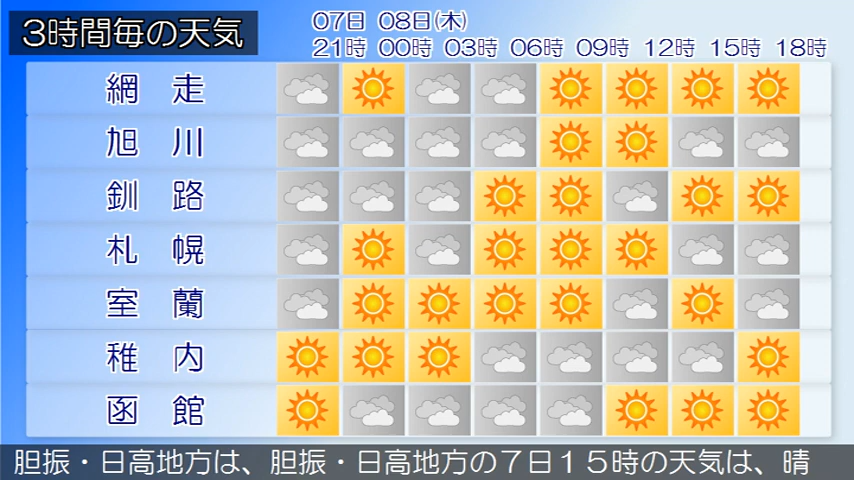 3時間毎の天気
07日 08日(木)
21時 00時 03時 06時 09時 12時 15時 18時
網 走
旭 川
釧 路
札 幌
室 蘭
稚 内
函 館
胆振・日高地方は、胆振・日高地方の7日15時の天気は、晴